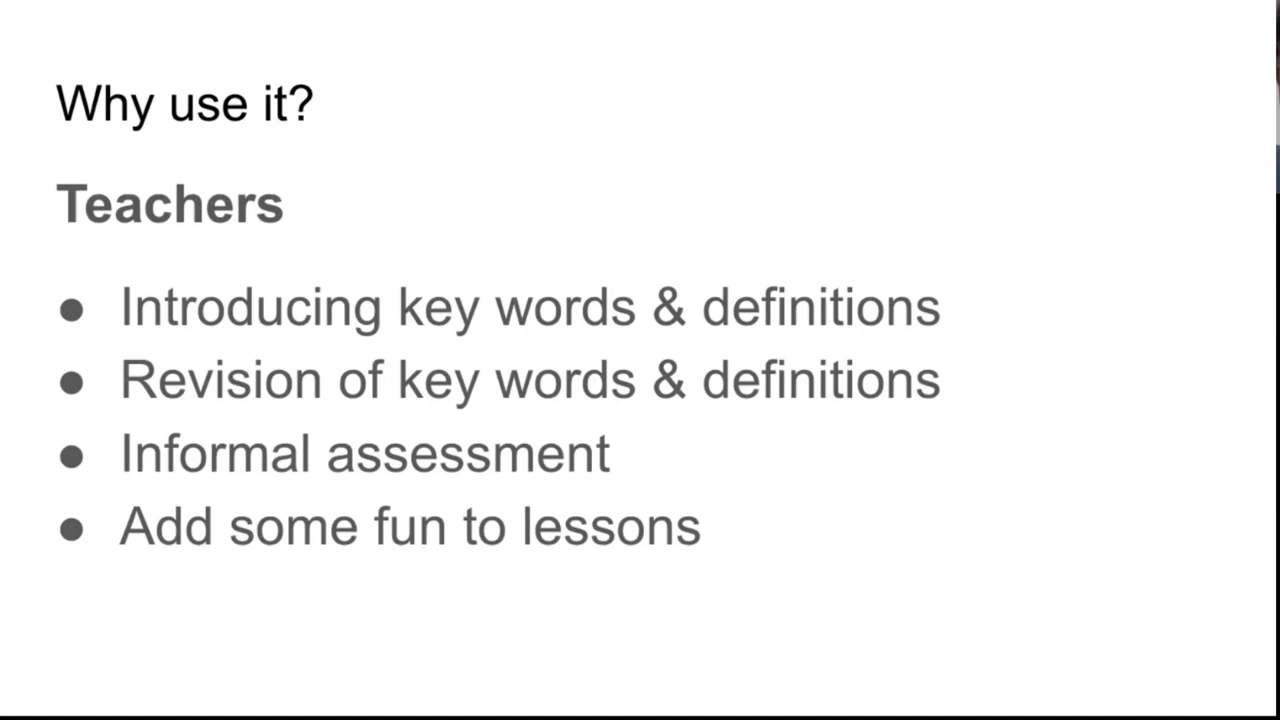 Why use it?
Teachers
● Introducing key words & definitions
● Revision of key words & definitions
● Informal assessment
● Add some fun to lessons